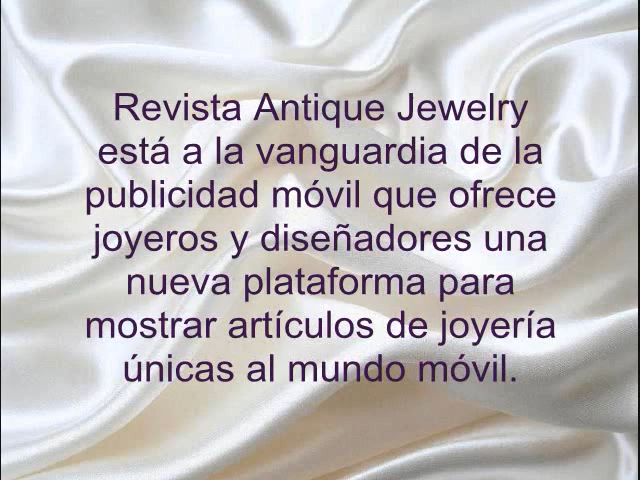 Revista Antique Jewelry
está a la vanguardia de la
publicidad móvil que ofrece
joyeros y diseñadores una
nueva plataforma para
mostrar artículos de joyería
únicas al mundo móvil.